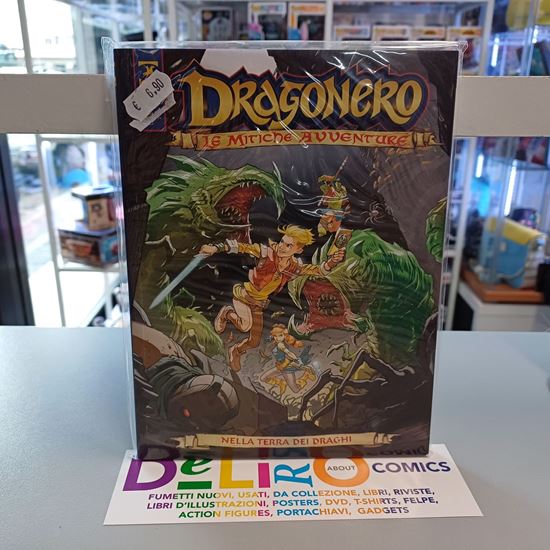 € 6,90
DRAGONERO
LE MITICHE AVVENTURE
NELLA TERRA DEI DRAGHI
DeLiRO ABOUT COMICS
FUMETTI NUOVI, USATI, DA COLLEZIONE, LIBRI, RIVISTE,
LIBRI D'ILLUSTRAZIONI, POSTERS, DVD, T-SHIRTS, FELPE,
ACTION FIGURES, PORTACHIAVI, GADGETS